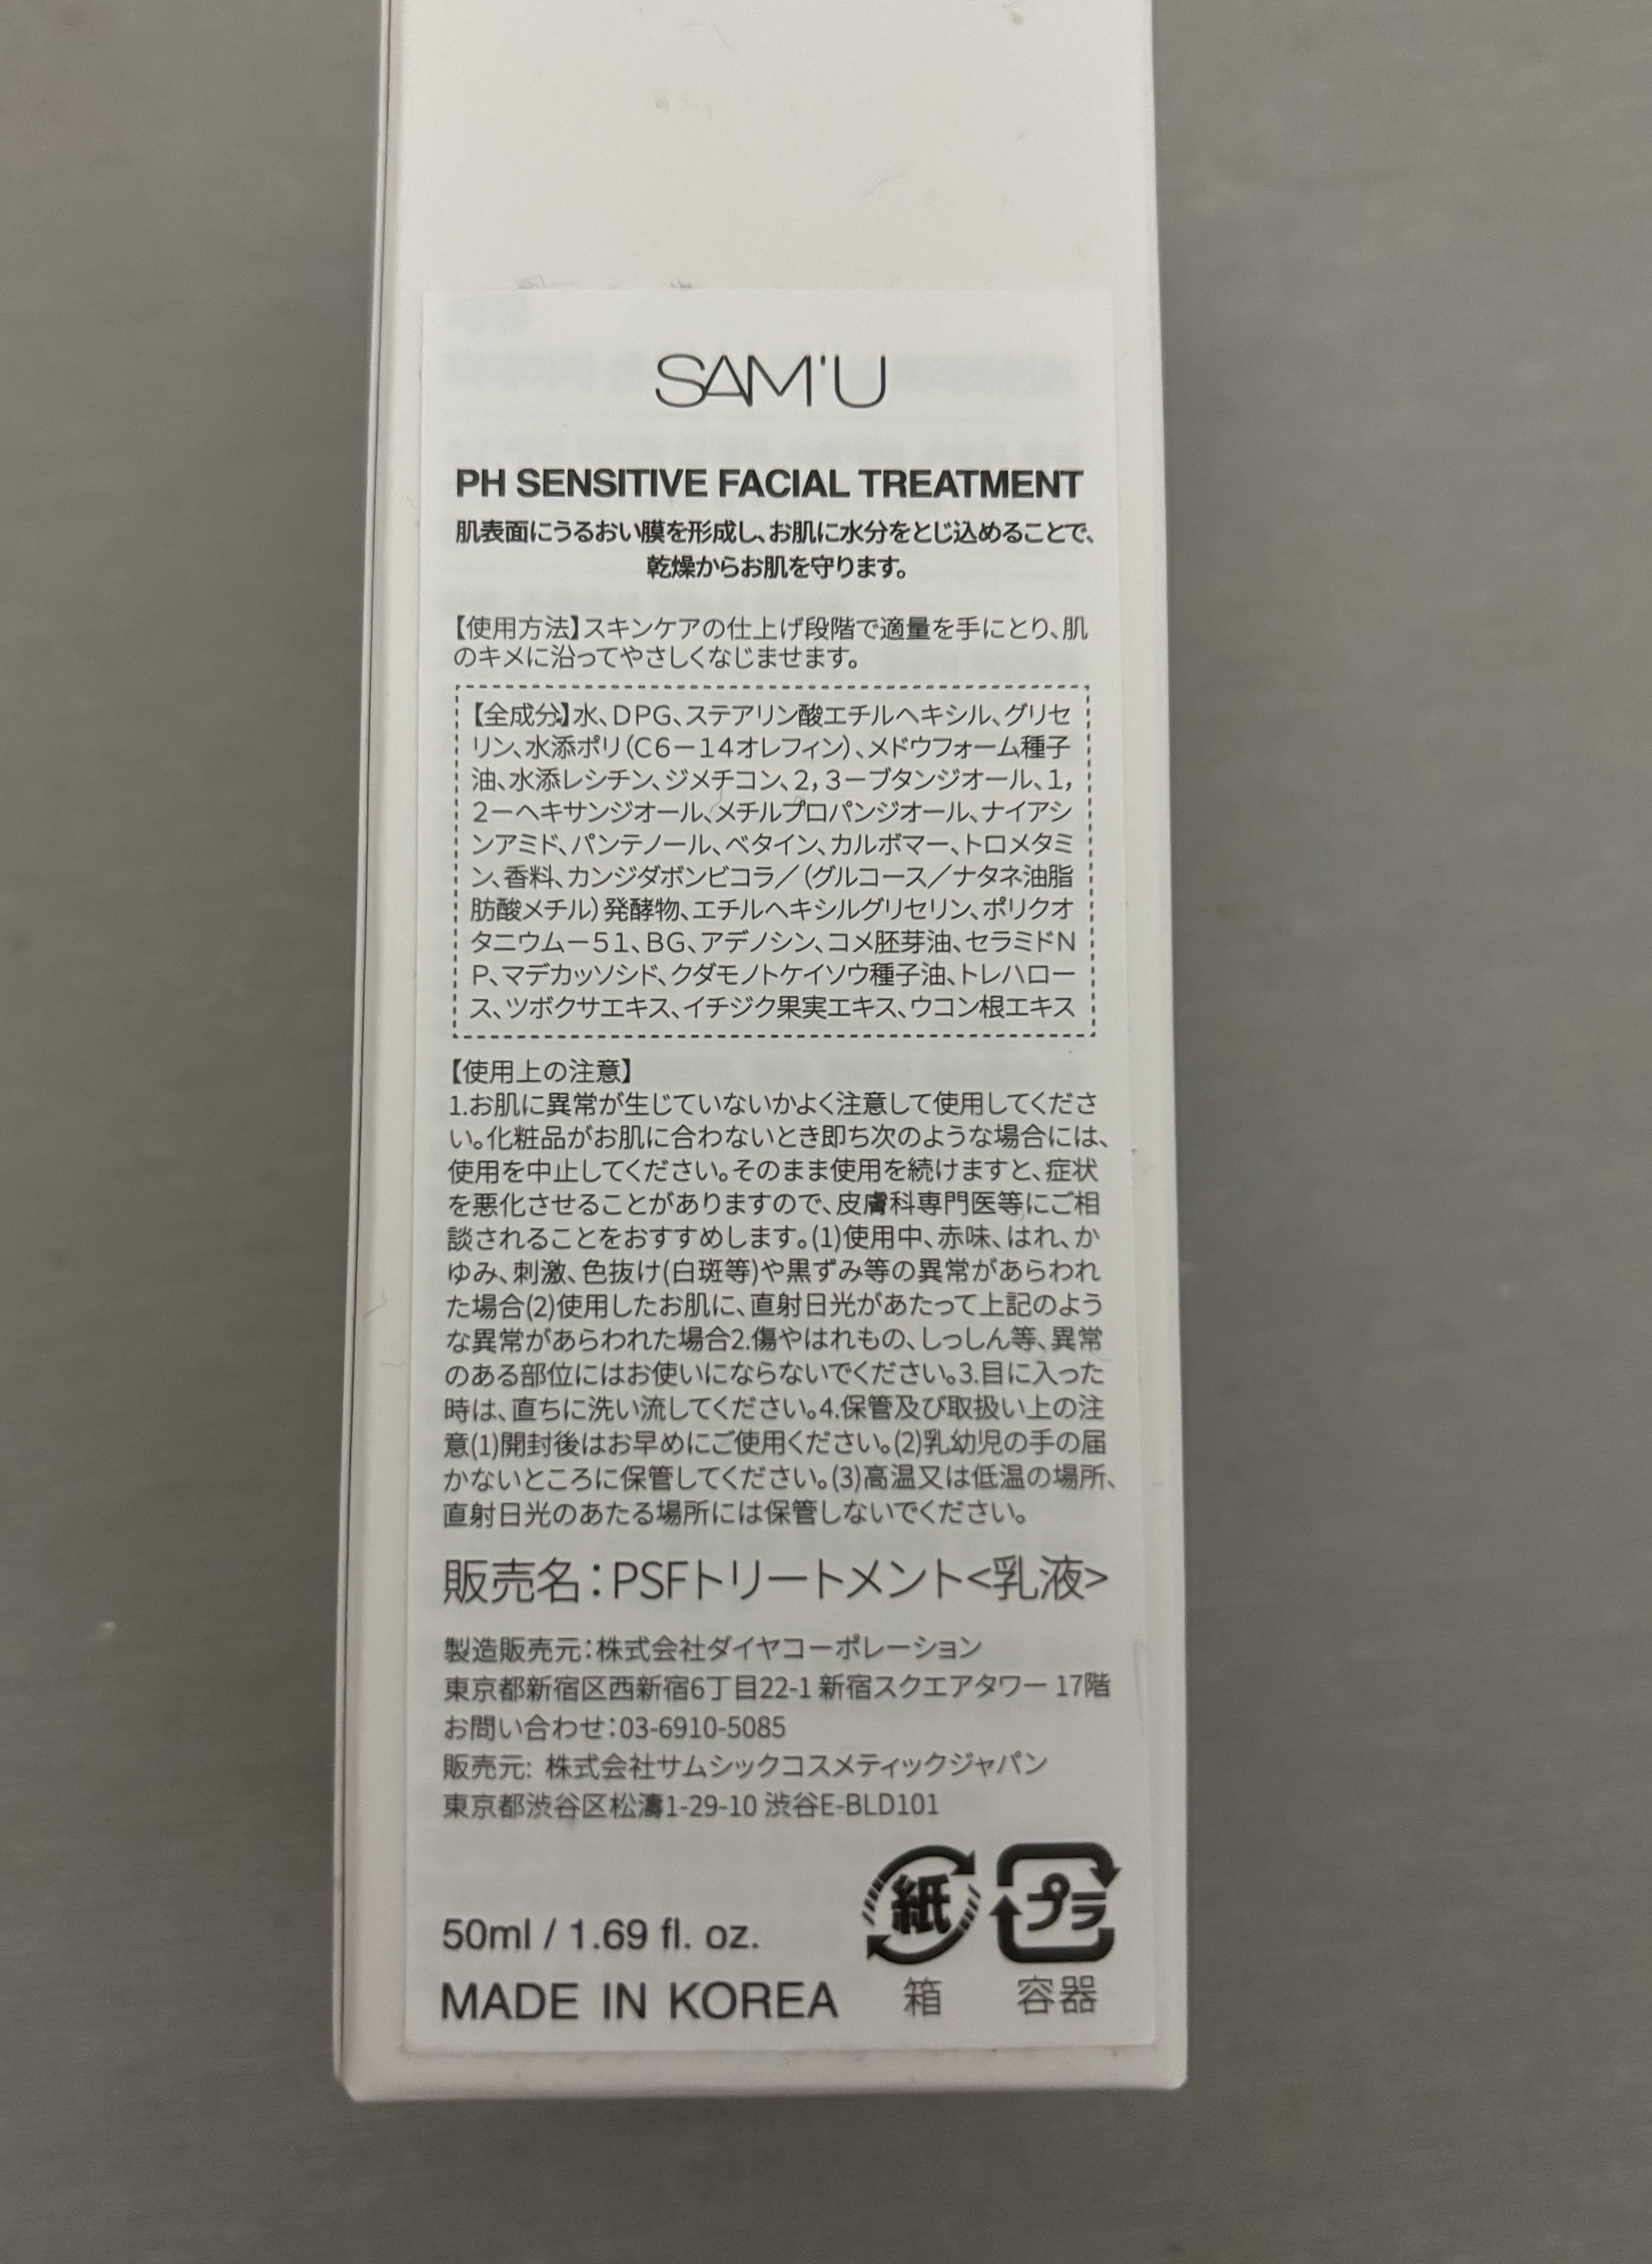 SAM'U
PH SENSITIVE FACIAL TREATMENT
肌表面にうるおい膜を形成し、お肌に水分をとじ込めることで、
乾燥からお肌を守ります。
【使用方法】スキンケアの仕上げ段階で適量を手にとり、肌
のキメに沿ってやさしくなじませます。
【全成分】水、DPG、ステアリン酸エチルヘキシル、グリセ
リン、水添ポリ(C6-14オレフィン)、メドウフォーム種子
油、水添レシチン、ジメチコン、2,3-ブタンジオール、1,
2-ヘキサンジオール、メチルプロパンジオール、ナイアシ
ンアミド、パンテノール、ベタイン、カルボマー、トロメタミ
ン、香料、カンジダボンビコラ/(グルコース/ナタネ油脂
肪酸メチル)発酵物、エチルヘキシルグリセリン、ポリクオ
タニウム-51、BG、アデノシン、コメ胚芽油、セラミドN
P、マデカッソシド、クダモノトケイソウ種子油、トレハロー
ス、ツボクサエキス、イチジク果実エキス、ウコン根エキス
【使用上の注意】
1.お肌に異常が生じていないかよく注意して使用してくださ
い。化粧品がお肌に合わないとき即ち次のような場合には、
使用を中止してください。そのまま使用を続けますと、症状
を悪化させることがありますので、皮膚科専門医等にご相
談されることをおすすめします。(1)使用中、赤味、はれ、か
ゆみ、刺激、色抜け(白斑等)や黒ずみ等の異常があらわれ
た場合(2)使用したお肌に、直射日光があたって上記のよう
な異常があらわれた場合2.傷やはれもの、しっしん等、異常
のある部位にはお使いにならないでください。3.目に入った
時は、直ちに洗い流してください。4.保管及び取扱い上の注
意(1)開封後はお早めにご使用ください。(2)乳幼児の手の届
かないところに保管してください。(3)高温又は低温の場所、
直射日光のあたる場所には保管しないでください。
販売名：PSFトリートメント<乳液>
製造販売元：株式会社ダイヤコーポレーション
東京都新宿区西新宿6丁目22-1 新宿スクエアタワー 17階
お問い合わせ：03-6910-5085
販売元: 株式会社サムシックコスメティックジャパン
東京都渋谷区松濤1-29-10 渋谷E-BLD101
紙 プラ
50ml / 1.69 fl. oz.
MADE IN KOREA 箱 容器